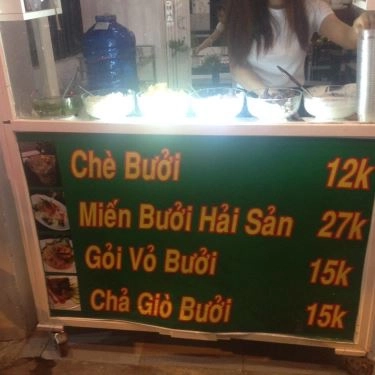 Chè Bưởi 12k
Miến Bưởi Hải Sản 27k
Gỏi Vỏ Bưởi 15k
Chả Giò Bưởi 15k